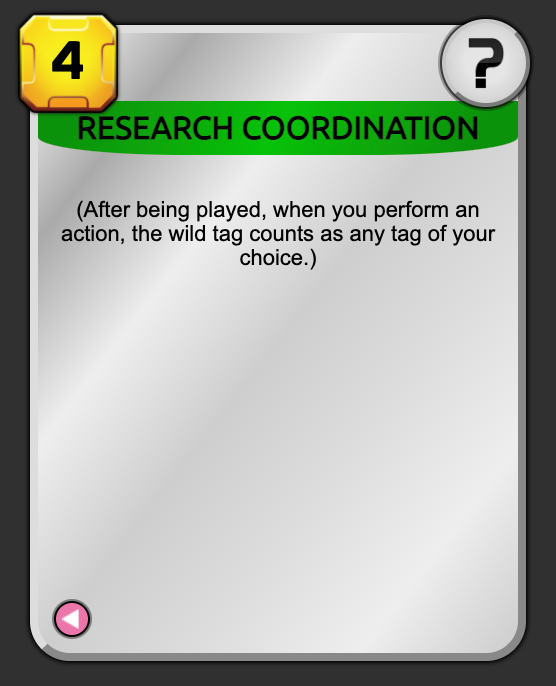 4
?
RESEARCH COORDINATION
(After being played, when you perform an
action, the wild tag counts as any tag of your
choice.)